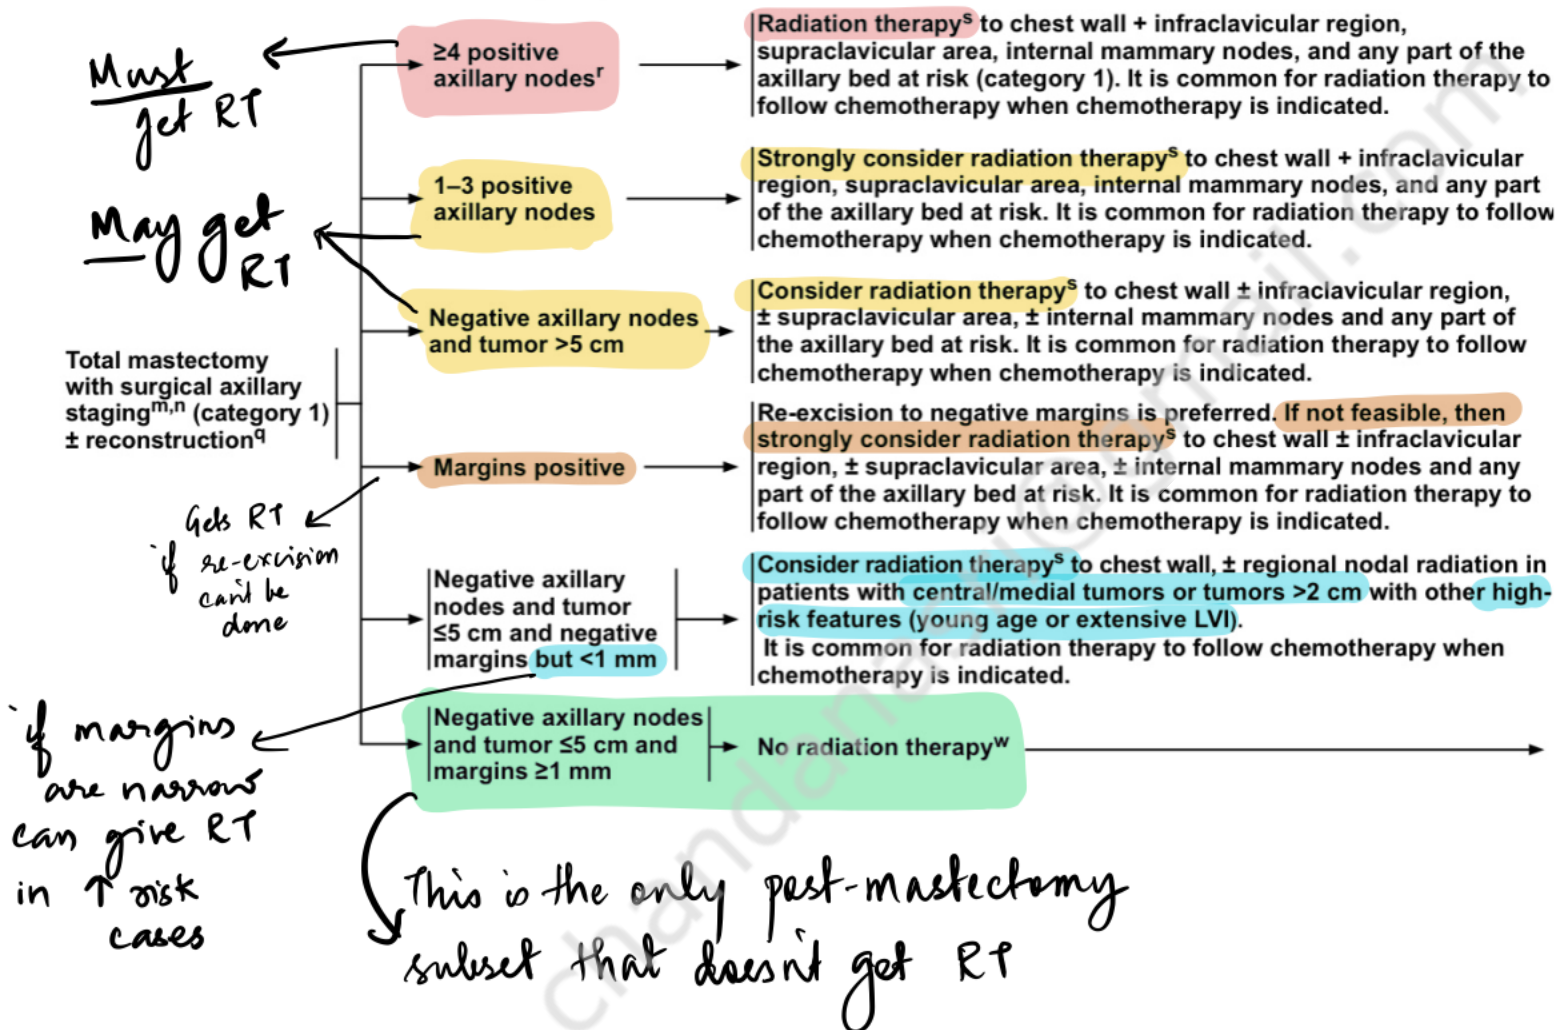 Must
get RT
≥4 positive
axillary nodesʳ
Radiation therapyˢ to chest wall + infraclavicular region,
supraclavicular area, internal mammary nodes, and any part of the
axillary bed at risk (category 1). It is common for radiation therapy to
follow chemotherapy when chemotherapy is indicated.
May get
RT
1–3 positive
axillary nodes
Strongly consider radiation therapyˢ to chest wall + infraclavicular
region, supraclavicular area, internal mammary nodes, and any part
of the axillary bed at risk. It is common for radiation therapy to follow
chemotherapy when chemotherapy is indicated.
Negative axillary nodes
and tumor >5 cm
Consider radiation therapyˢ to chest wall ± infraclavicular region,
± supraclavicular area, ± internal mammary nodes and any part of
the axillary bed at risk. It is common for radiation therapy to follow
chemotherapy when chemotherapy is indicated.
Total mastectomy
with surgical axillary
stagingᵐ,ⁿ (category 1)
± reconstruction^q
Margins positive
Re-excision to negative margins is preferred. If not feasible, then
strongly consider radiation therapyˢ to chest wall ± infraclavicular
region, ± supraclavicular area, ± internal mammary nodes and any
part of the axillary bed at risk. It is common for radiation therapy to
follow chemotherapy when chemotherapy is indicated.
Gets RT
if re-excision
can't be
done
Negative axillary
nodes and tumor
≤5 cm and negative
margins but <1 mm
Consider radiation therapyˢ to chest wall, ± regional nodal radiation in
patients with central/medial tumors or tumors >2 cm with other high-
risk features (young age or extensive LVI).
It is common for radiation therapy to follow chemotherapy when
chemotherapy is indicated.
if margins
are narrow
can give RT
in ↑ risk
cases
Negative axillary nodes
and tumor ≤5 cm and
margins ≥1 mm
No radiation therapyʷ
This is the only post-mastectomy
subset that doesn't get RT